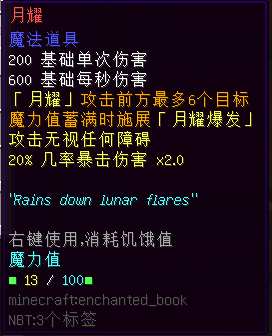 月耀
魔法道具
200 基础单次伤害
600 基础每秒伤害
「月耀」攻击前方最多6个目标
魔力值蓄满时施展「月耀爆发」
攻击无视任何障碍
20% 几率暴击伤害 x2.0
"Rains down lunar flares"
右键使用,消耗饥饿值
魔力值
■ 13 / 100■
minecraft:enchanted_book
NBT:3个标签